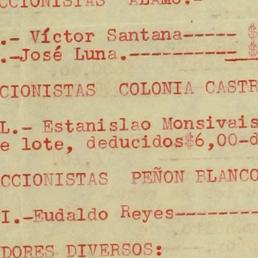 CCIONISTAS ALAMO.-
.- Víctor Santana-----$
.-José Luna.----------
CIONISTAS COLONIA CASTR
L.- Estanislao Monsivais
e lote, deducidos$6,00-d
CCIONISTAS PEÑON BLANCO
I.-Eudaldo Reyes--------
DORES DIVERSOS: